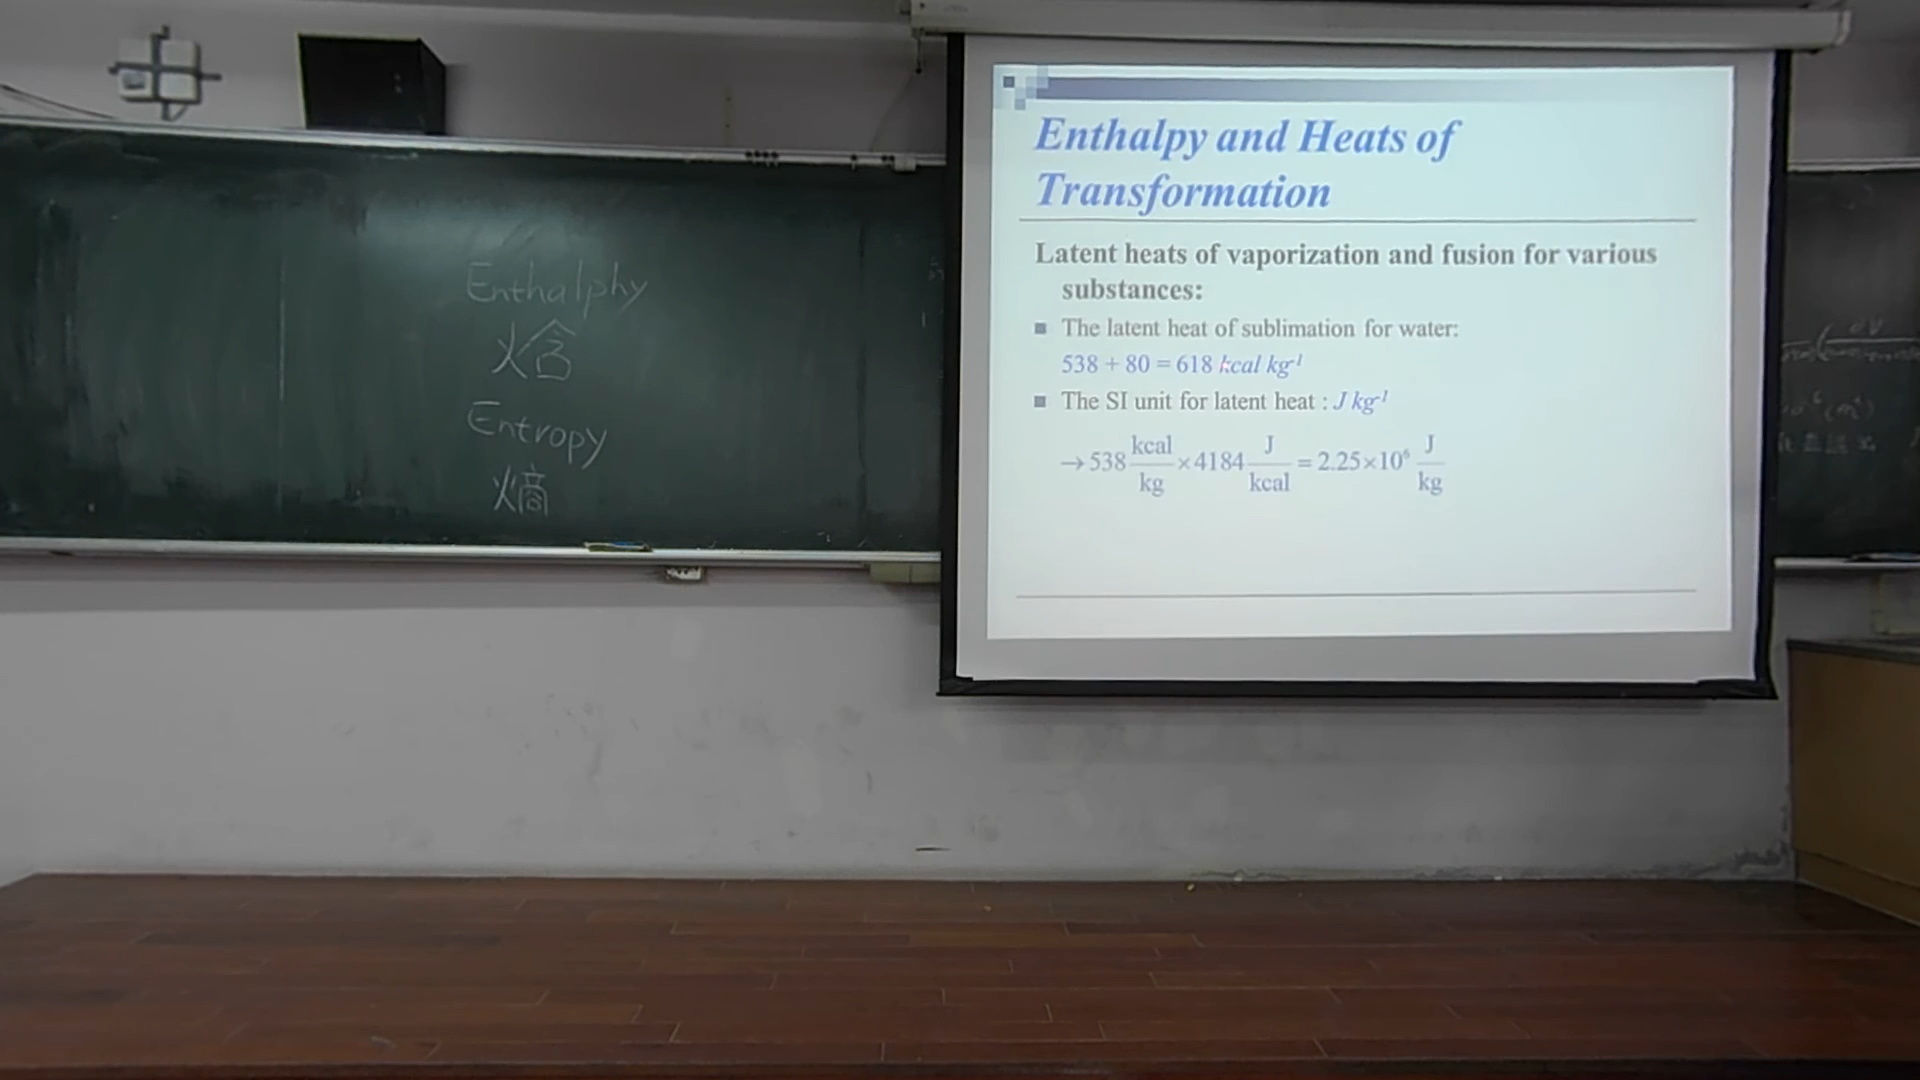 Enthalphy
焓
Entropy
熵
Enthalpy and Heats of
Transformation
Latent heats of vaporization and fusion for various
substances:
■ The latent heat of sublimation for water:
538 + 80 = 618 kcal kg⁻¹
■ The SI unit for latent heat : J kg⁻¹
→ 538 kcal/kg × 4184 J/kcal = 2.25×10⁶ J/kg